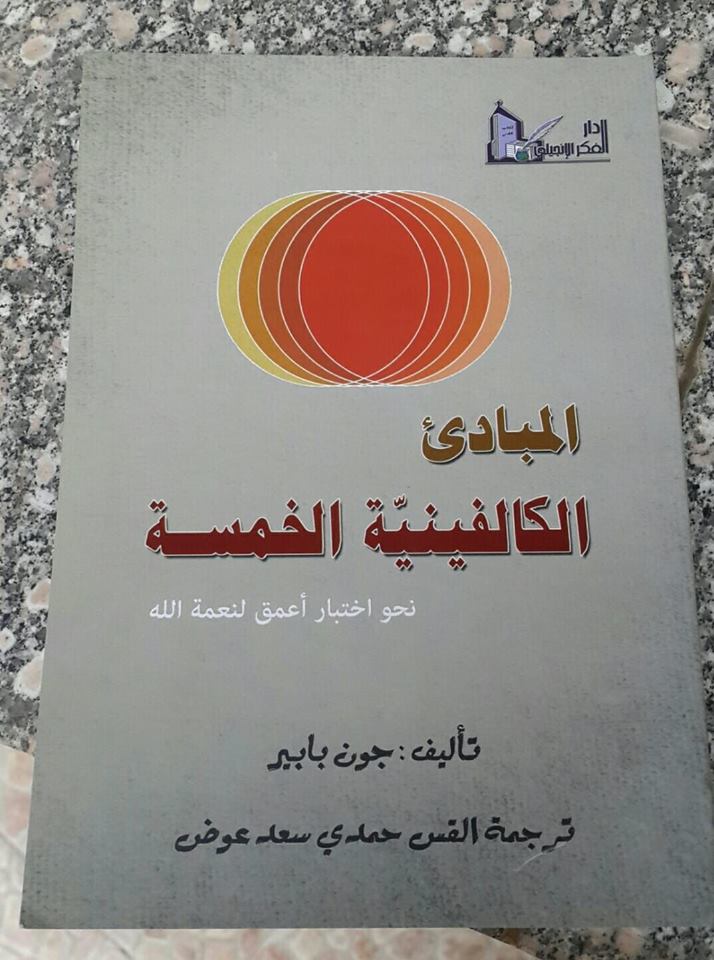 دار
الفكر الإنجيلي
المبادئ
الكالفينيّة الخمسة
نحو اختبار أعمق لنعمة الله
تأليف: جون بايبر
ترجمة القس حمدي سعد عوض